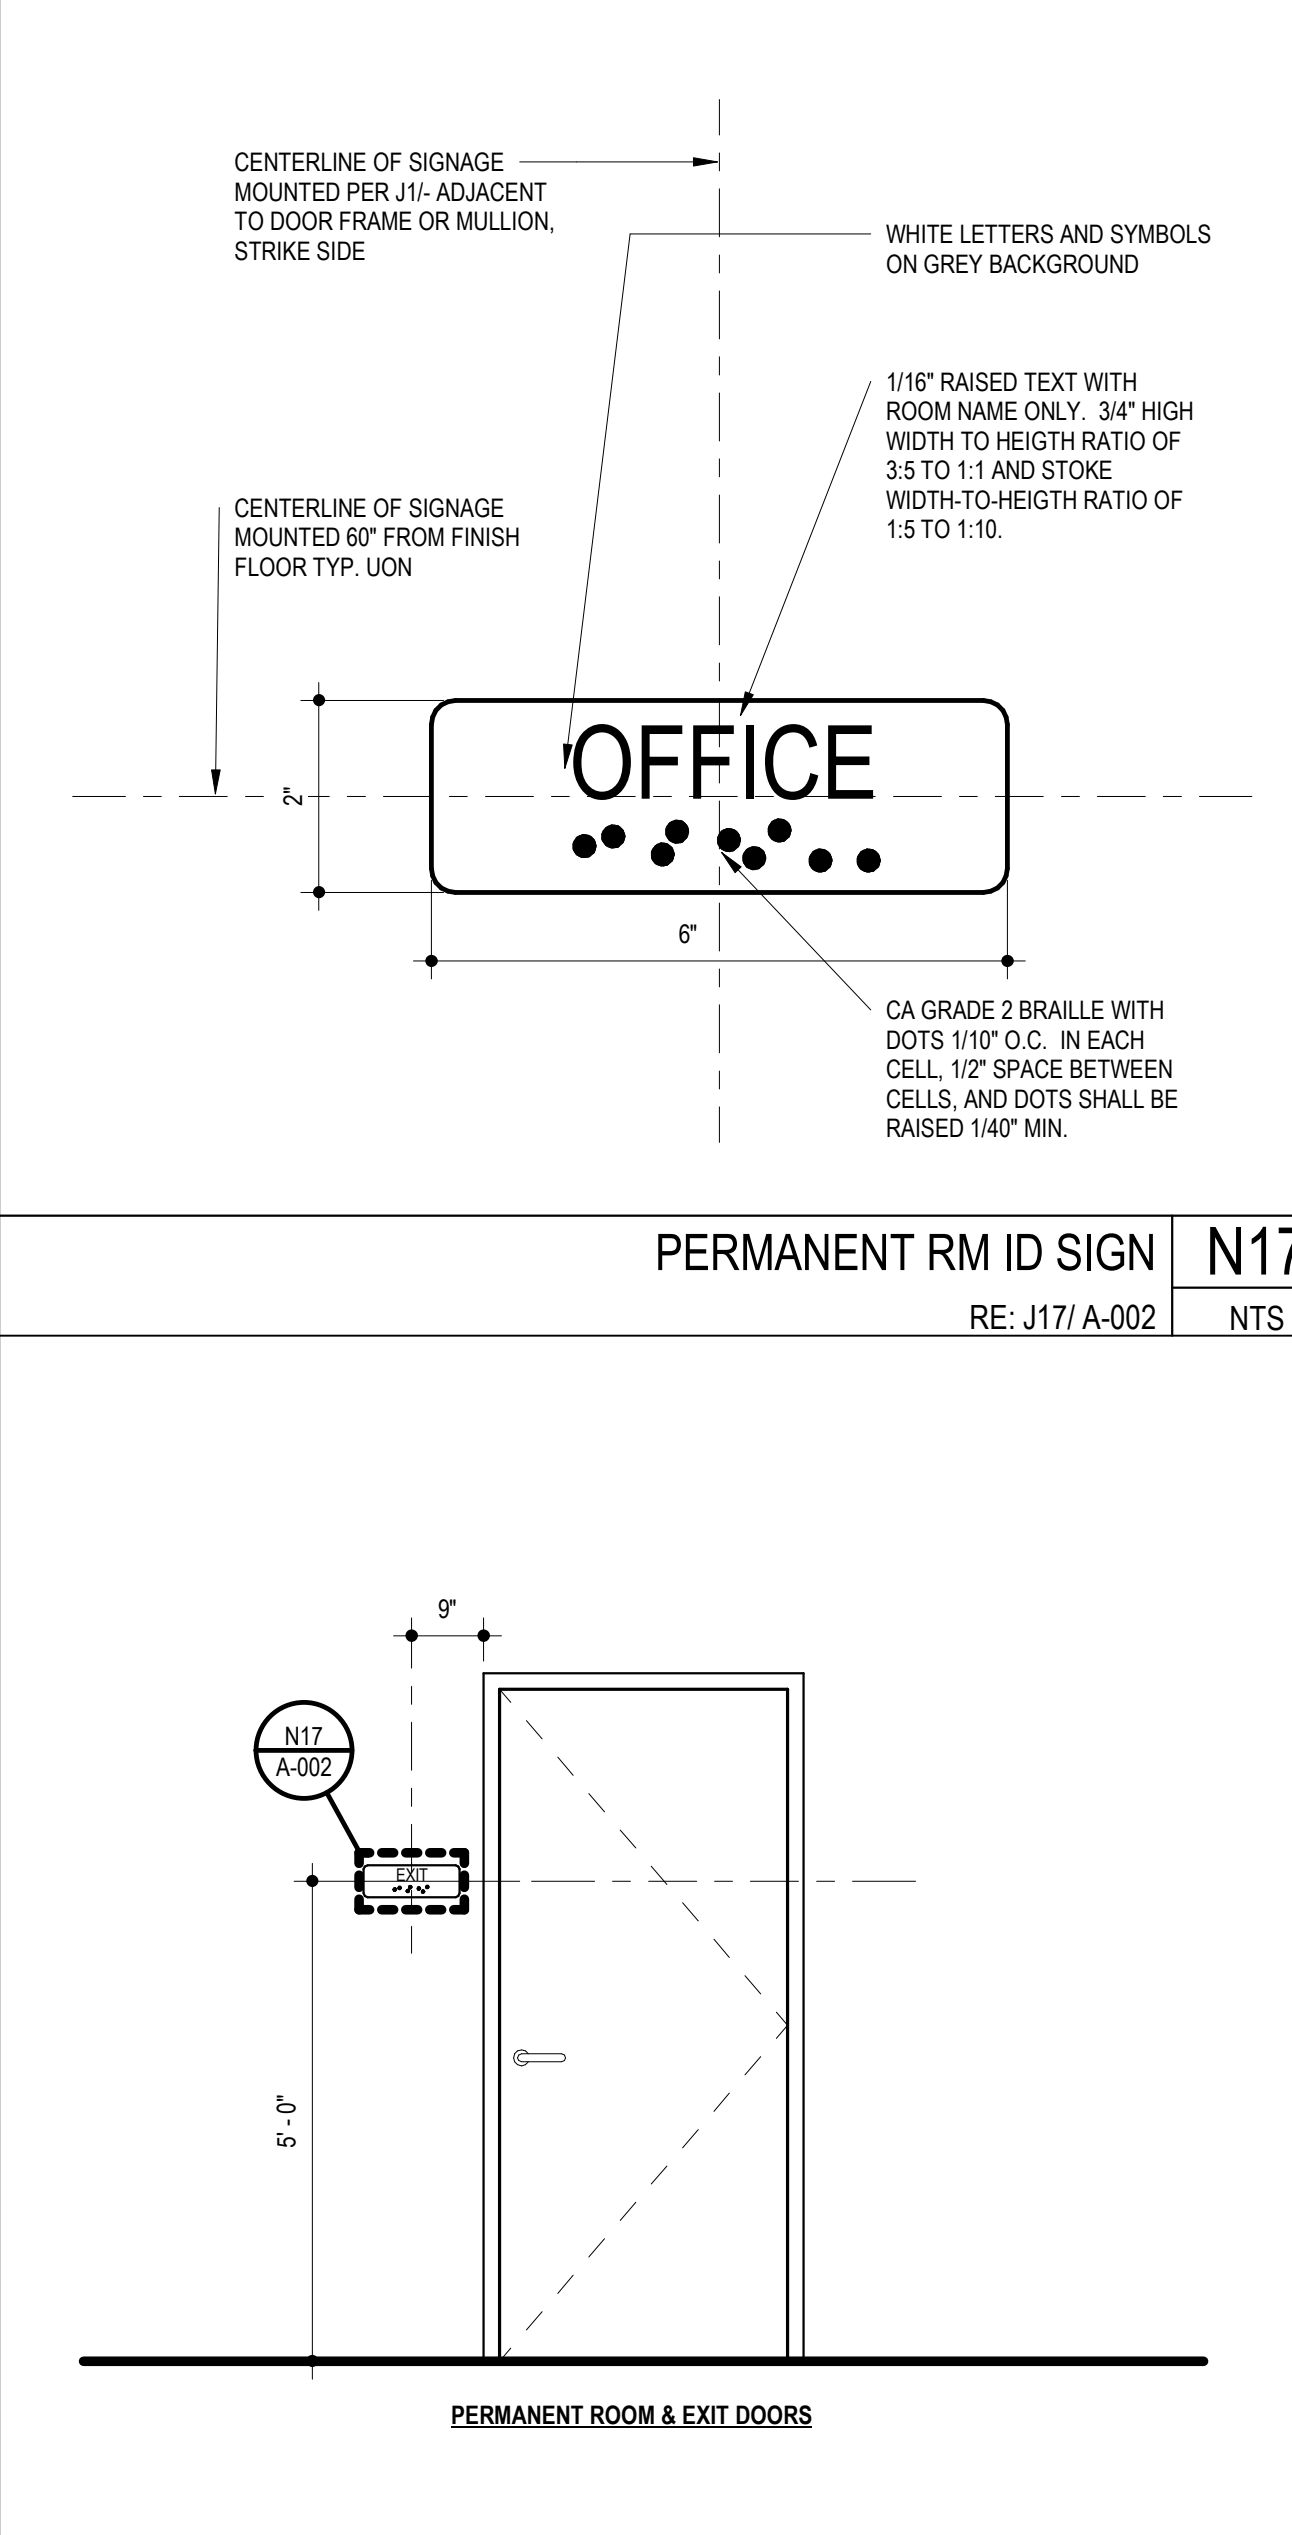 CENTERLINE OF SIGNAGE
MOUNTED PER J1/- ADJACENT
TO DOOR FRAME OR MULLION,
STRIKE SIDE
WHITE LETTERS AND SYMBOLS
ON GREY BACKGROUND
1/16" RAISED TEXT WITH
ROOM NAME ONLY.  3/4" HIGH
WIDTH TO HEIGTH RATIO OF
3:5 TO 1:1 AND STOKE
WIDTH-TO-HEIGTH RATIO OF
1:5 TO 1:10.
CENTERLINE OF SIGNAGE
MOUNTED 60" FROM FINISH
FLOOR TYP. UON
OFFICE
2"
6"
CA GRADE 2 BRAILLE WITH
DOTS 1/10" O.C.  IN EACH
CELL, 1/2" SPACE BETWEEN
CELLS, AND DOTS SHALL BE
RAISED 1/40" MIN.
PERMANENT RM ID SIGN
N17
RE: J17/ A-002
NTS
9"
N17
A-002
EXIT
5' - 0"
PERMANENT ROOM & EXIT DOORS